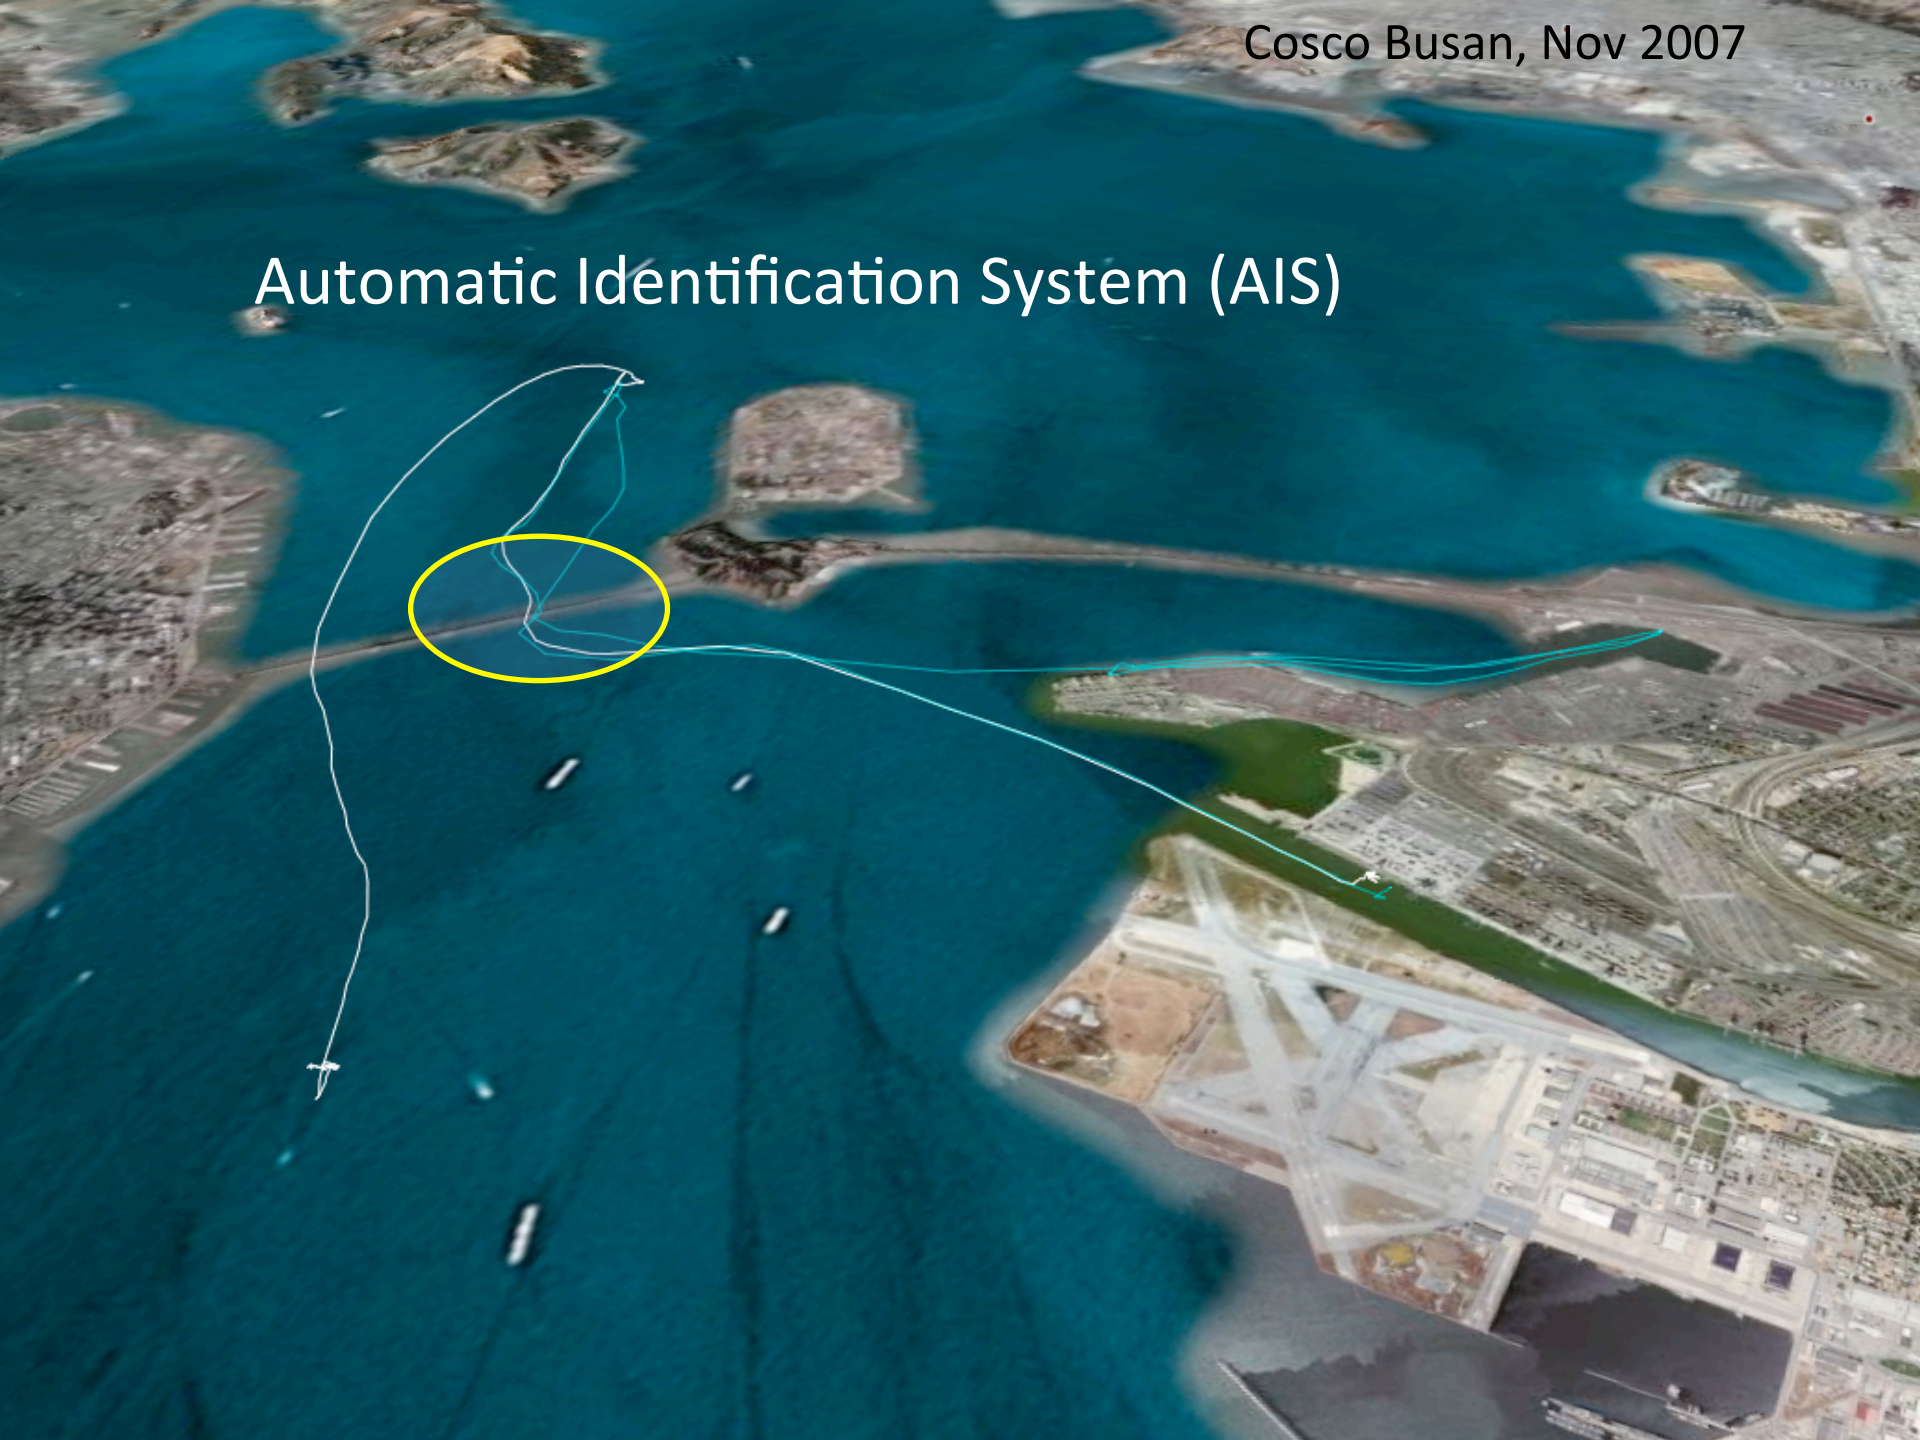 Cosco Busan, Nov 2007
Automatic Identification System (AIS)